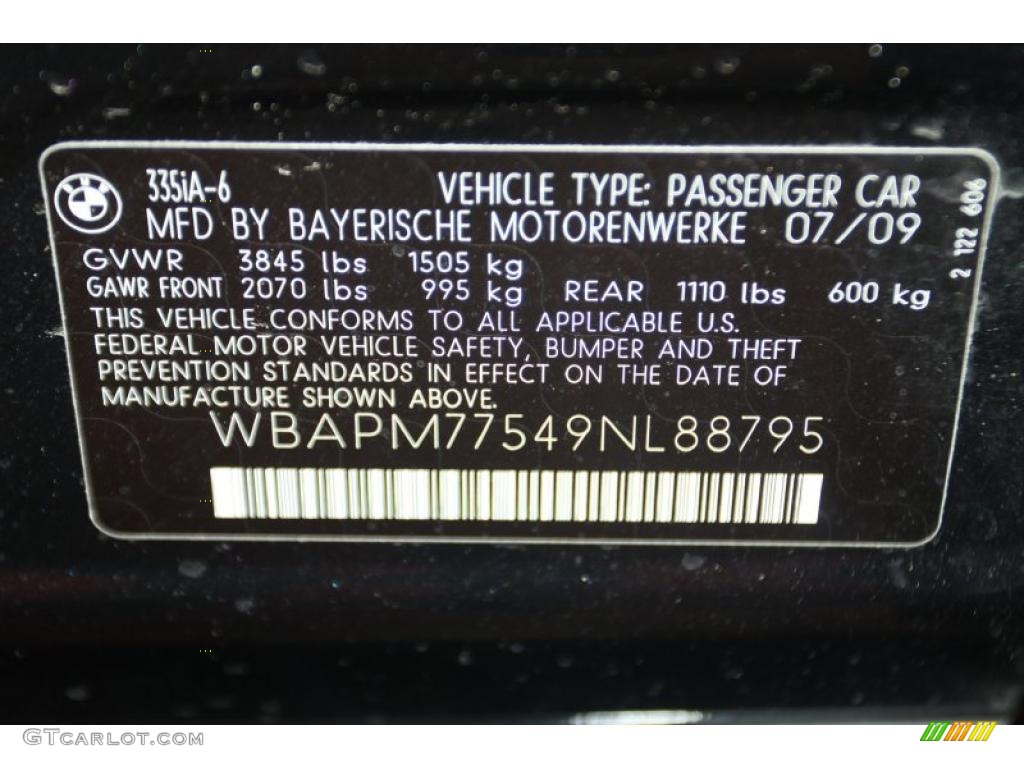 335iA-6 VEHICLE TYPE: PASSENGER CAR
MFD BY BAYERISCHE MOTORENWERKE 07/09
GVWR 3845 lbs 1505 kg
GAWR FRONT 2070 lbs 995 kg REAR 1110 lbs 600 kg
THIS VEHICLE CONFORMS TO ALL APPLICABLE U.S.
FEDERAL MOTOR VEHICLE SAFETY, BUMPER AND THEFT
PREVENTION STANDARDS IN EFFECT ON THE DATE OF
MANUFACTURE SHOWN ABOVE.
WBAPM77549NL88795
2 122 606
BMW
GTcarlot.com